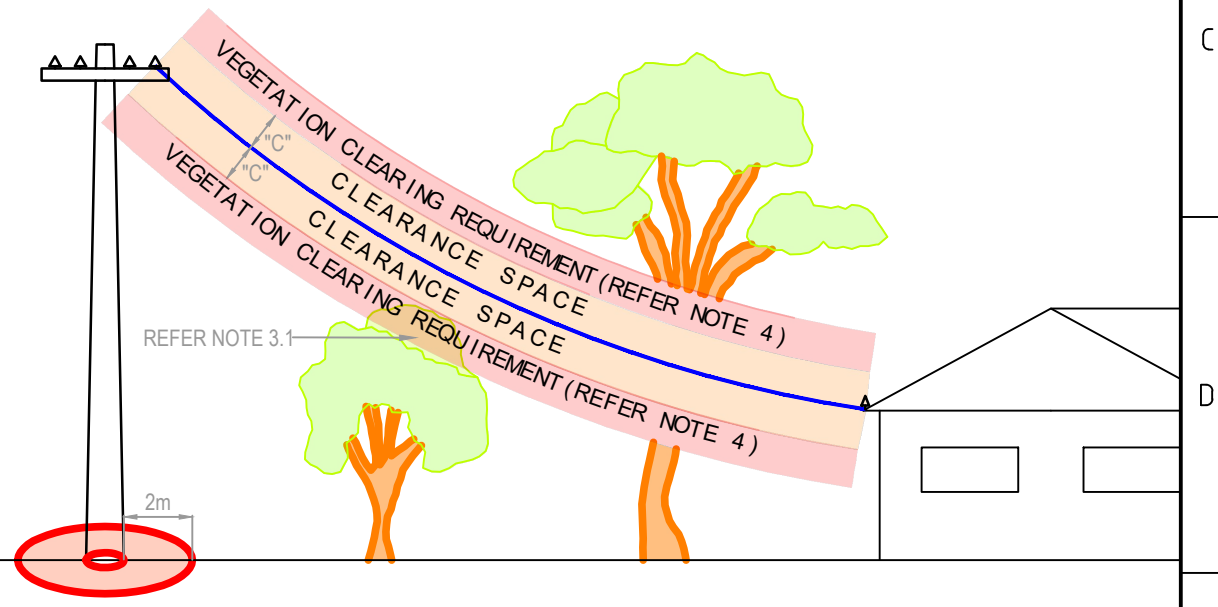 C
VEGETATION CLEARING REQUIREMENT (REFER NOTE 4)
"C"
"C"
CLEARANCE SPACE
CLEARANCE SPACE
VEGETATION CLEARING REQUIREMENT (REFER NOTE 4)
REFER NOTE 3.1
D
2m